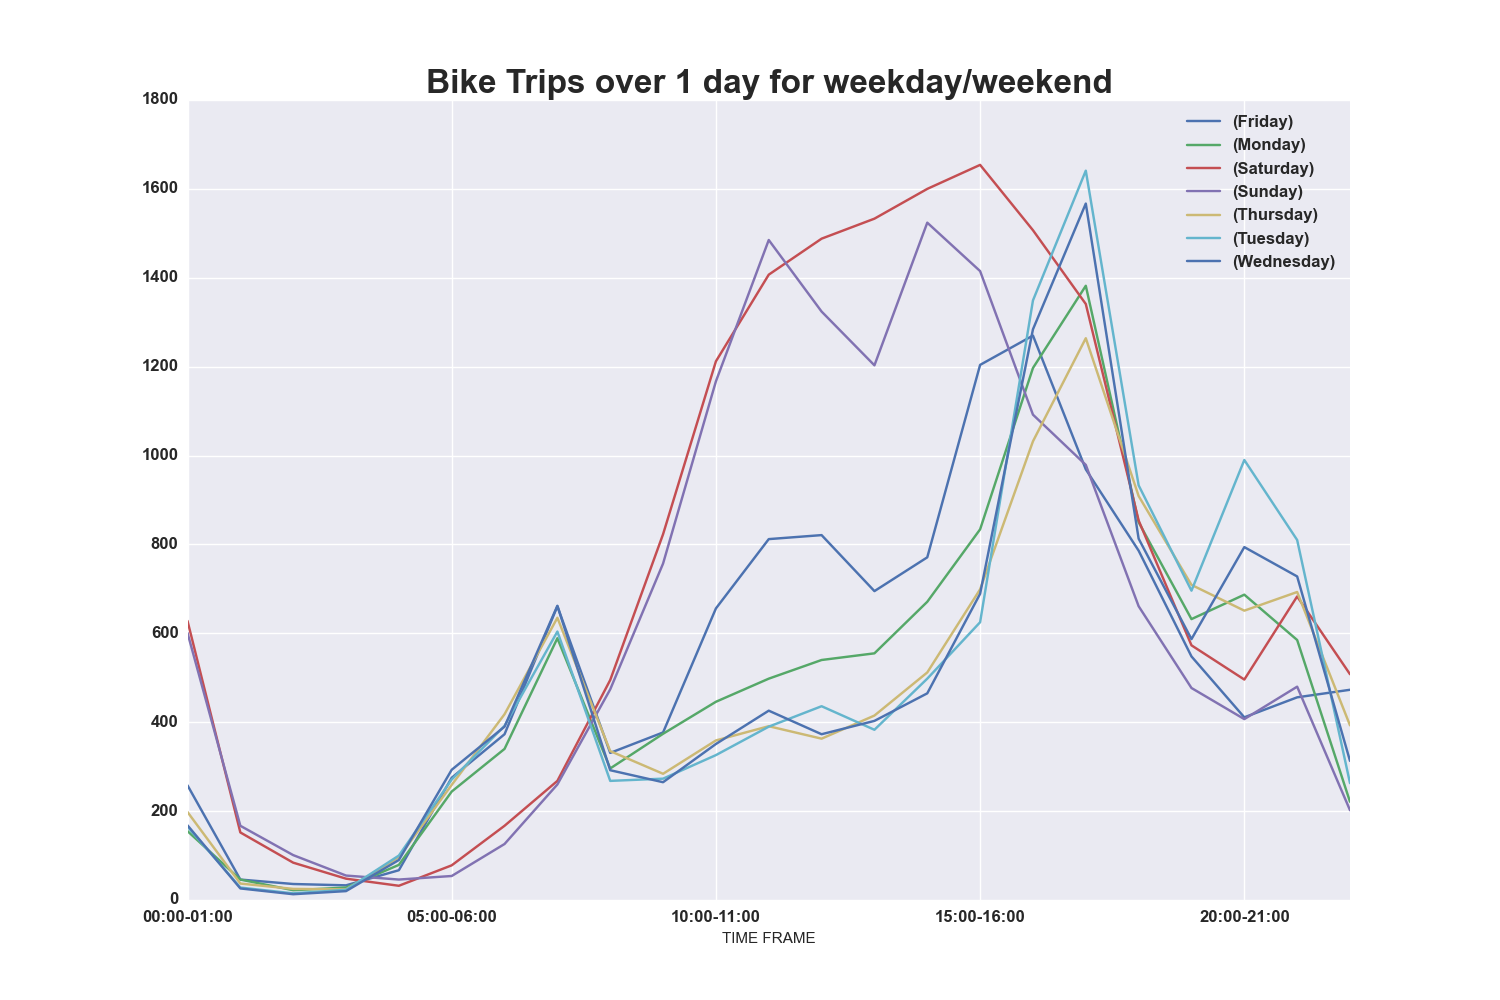 Bike Trips over 1 day for weekday/weekend
1800
1600
1400
1200
1000
800
600
400
200
0
(Friday)
(Monday)
(Saturday)
(Sunday)
(Thursday)
(Tuesday)
(Wednesday)
00:00-01:00 05:00-06:00 10:00-11:00 15:00-16:00 20:00-21:00
TIME FRAME